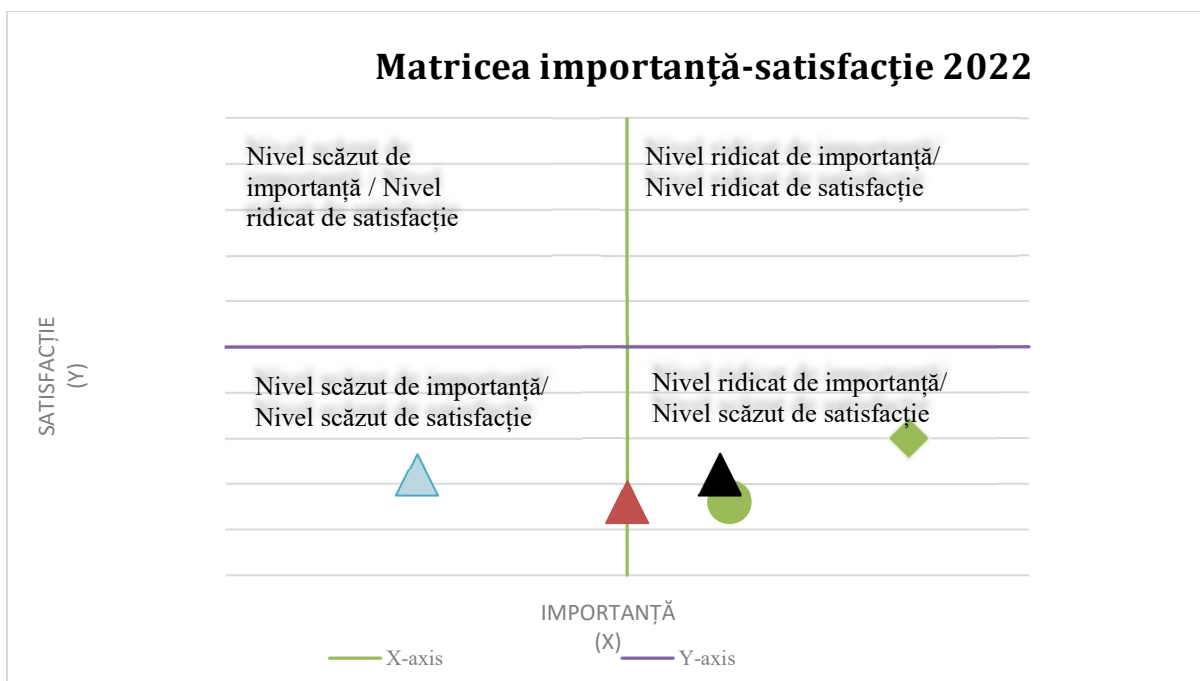 Matricea importanță-satisfacție 2022
Nivel scăzut de
importanță / Nivel
ridicat de satisfacție
Nivel ridicat de importanță/
Nivel ridicat de satisfacție
SATISFACȚIE
(Y)
Nivel scăzut de importanță/
Nivel scăzut de satisfacție
Nivel ridicat de importanță/
Nivel scăzut de satisfacție
IMPORTANȚĂ
(X)
X-axis
Y-axis